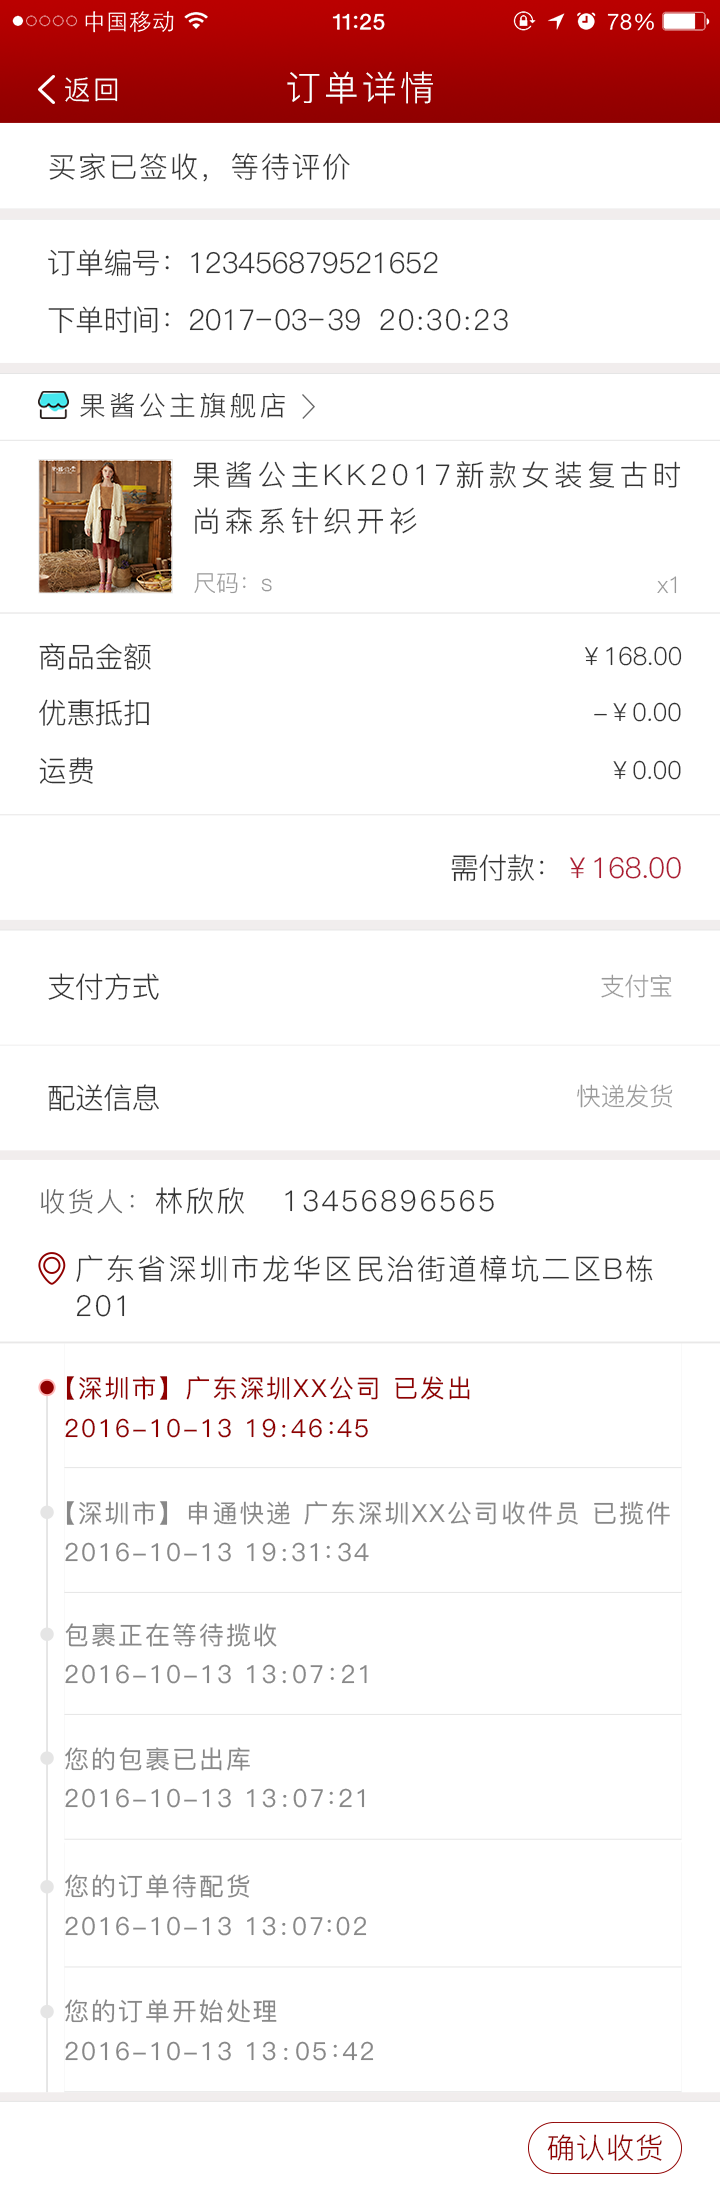 中国移动 11:25 78%
返回 订单详情
买家已签收，等待评价
订单编号：123456879521652
下单时间：2017-03-39 20:30:23
果酱公主旗舰店
果酱公主KK2017新款女装复古时
尚森系针织开衫
尺码：s x1
商品金额 ¥168.00
优惠抵扣 -¥0.00
运费 ¥0.00
需付款： ¥168.00
支付方式 支付宝
配送信息 快递发货
收货人：林欣欣 13456896565
广东省深圳市龙华区民治街道樟坑二区B栋
201
【深圳市】广东深圳XX公司 已发出
2016-10-13 19:46:45
【深圳市】申通快递 广东深圳XX公司收件员 已揽件
2016-10-13 19:31:34
包裹正在等待揽收
2016-10-13 13:07:21
您的包裹已出库
2016-10-13 13:07:21
您的订单待配货
2016-10-13 13:07:02
您的订单开始处理
2016-10-13 13:05:42
确认收货